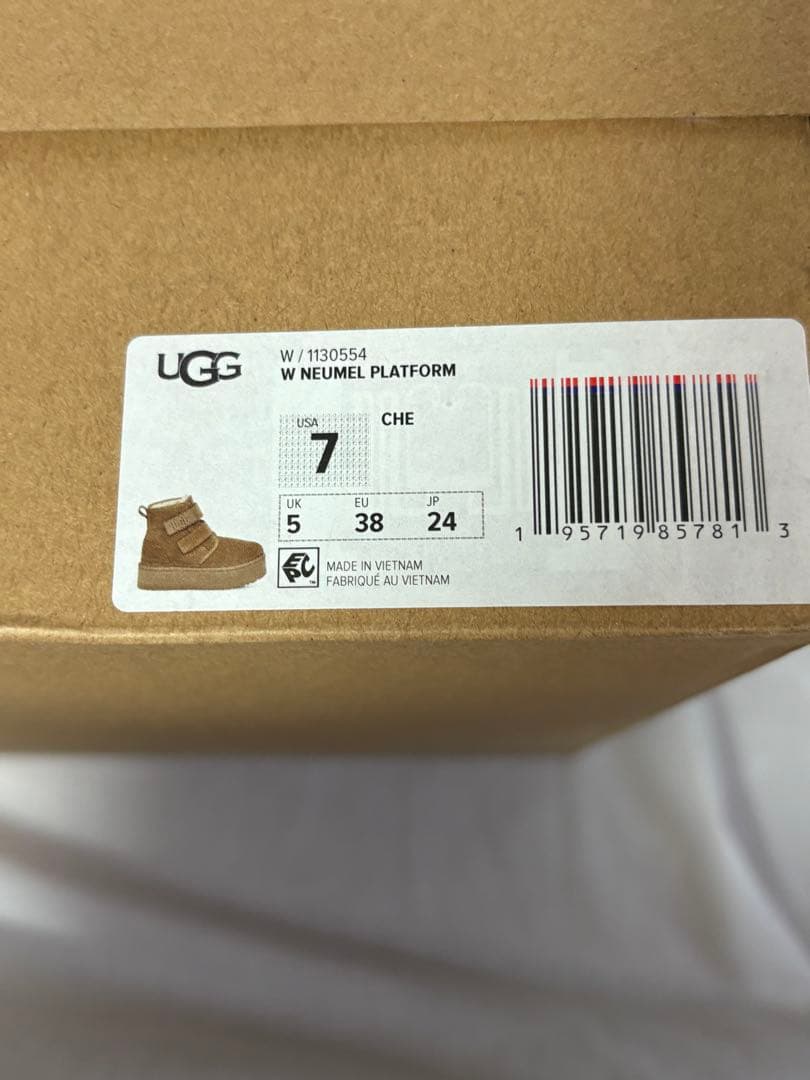 UGG
W / 1130554
W NEUMEL PLATFORM
USA
7
CHE
UK
5
EU
38
JP
24
EPC™
MADE IN VIETNAM
FABRIQUÉ AU VIETNAM
1 95719 85781 3